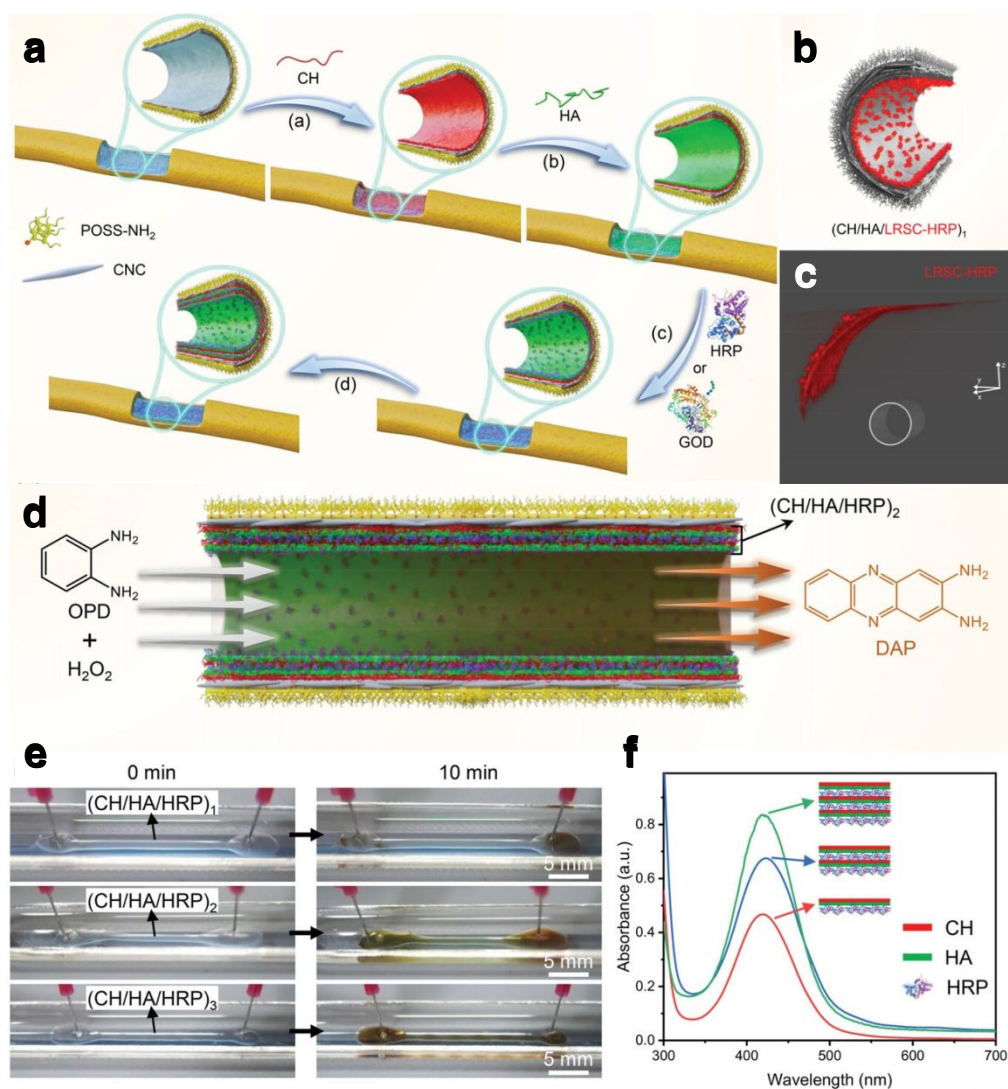 a
CH
(a)
HA
(b)
POSS-NH₂
CNC
(c)
HRP
or
GOD
(d)
b
(CH/HA/LRSC-HRP)₁
c
LRSC-HRP
z
y
x
d
NH₂
NH₂
OPD
+
H₂O₂
(CH/HA/HRP)₂
N
N
NH₂
NH₂
DAP
e
0 min
10 min
(CH/HA/HRP)₁
5 mm
(CH/HA/HRP)₂
5 mm
(CH/HA/HRP)₃
5 mm
f
Absorbance (a.u.)
0.8
0.6
0.4
0.2
0.0
CH
HA
HRP
300 400 500 600 700
Wavelength (nm)